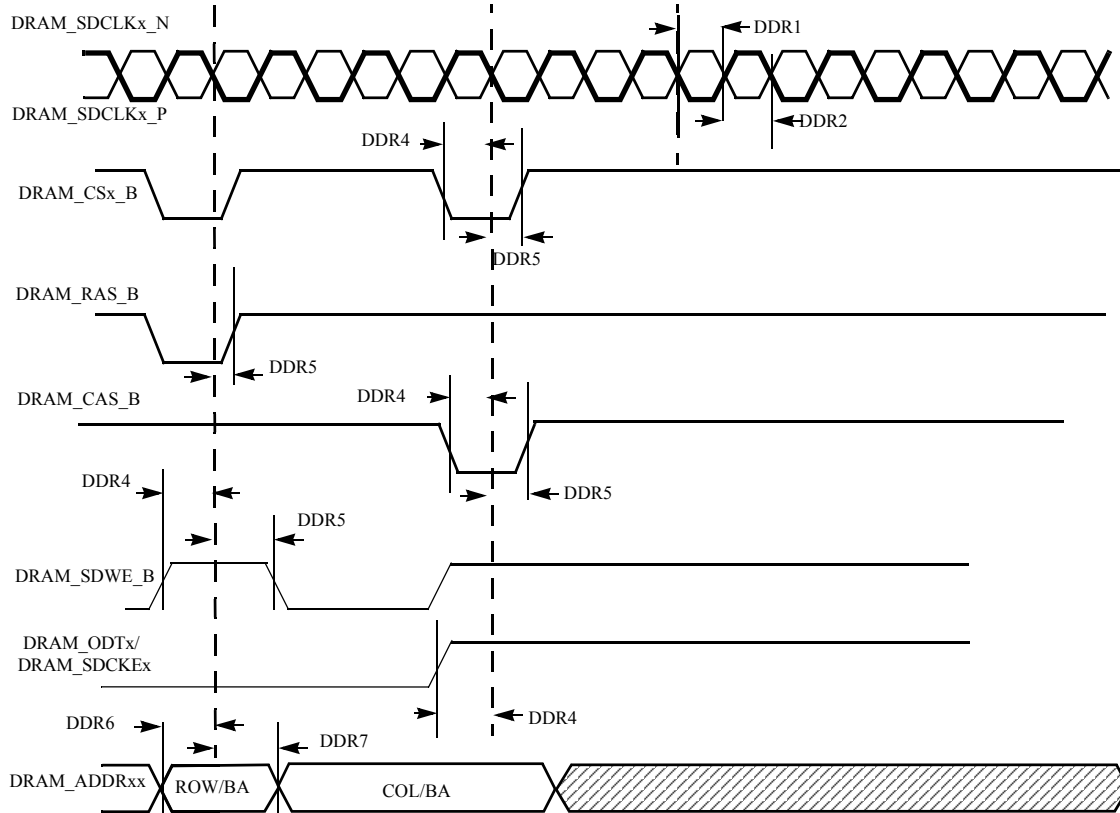 DRAM_SDCLKx_N
DDR1
DRAM_SDCLKx_P
DDR2
DDR4
DRAM_CSx_B
DDR5
DRAM_RAS_B
DDR5
DRAM_CAS_B
DDR4
DDR4
DDR5
DDR5
DRAM_SDWE_B
DRAM_ODTx/
DRAM_SDCKEx
DDR4
DDR6
DDR7
DRAM_ADDRxx
ROW/BA
COL/BA